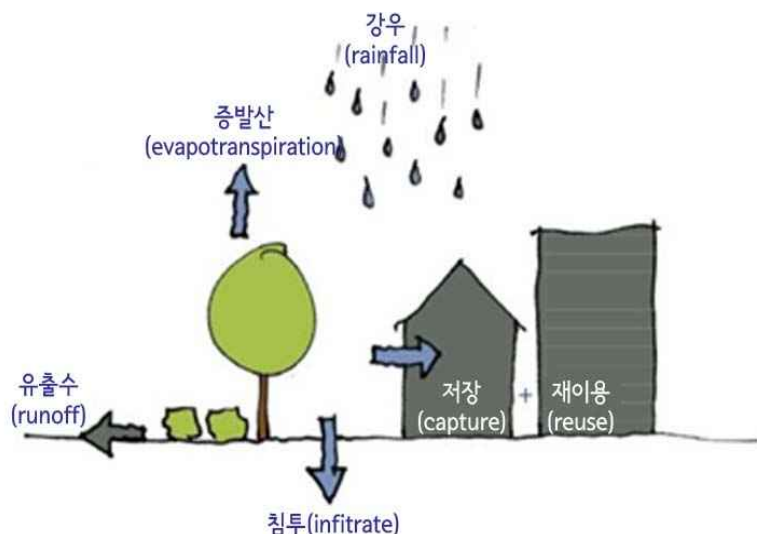 강우
(rainfall)
증발산
(evapotranspiration)
유출수
(runoff)
저장
(capture)
+
재이용
(reuse)
침투(infitrate)